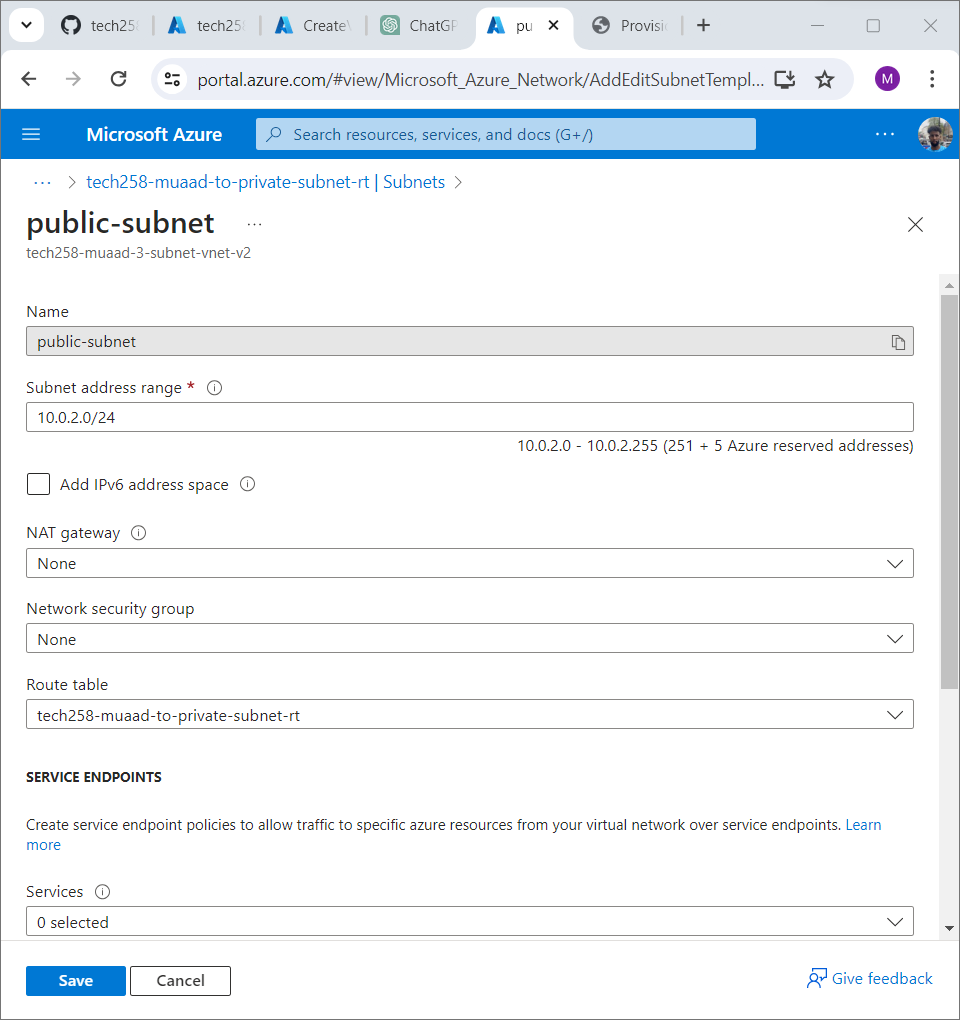 tech258
tech258
Create
ChatGP
pu
Provisi
portal.azure.com/#view/Microsoft_Azure_Network/AddEditSubnetTempl...
M
Microsoft Azure
Search resources, services, and docs (G+/)
...
... > tech258-muaad-to-private-subnet-rt | Subnets >
public-subnet ...
tech258-muaad-3-subnet-vnet-v2
Name
public-subnet
Subnet address range *
10.0.2.0/24
10.0.2.0 - 10.0.2.255 (251 + 5 Azure reserved addresses)
Add IPv6 address space
NAT gateway
None
Network security group
None
Route table
tech258-muaad-to-private-subnet-rt
SERVICE ENDPOINTS
Create service endpoint policies to allow traffic to specific azure resources from your virtual network over service endpoints. Learn
more
Services
0 selected
Save
Cancel
Give feedback